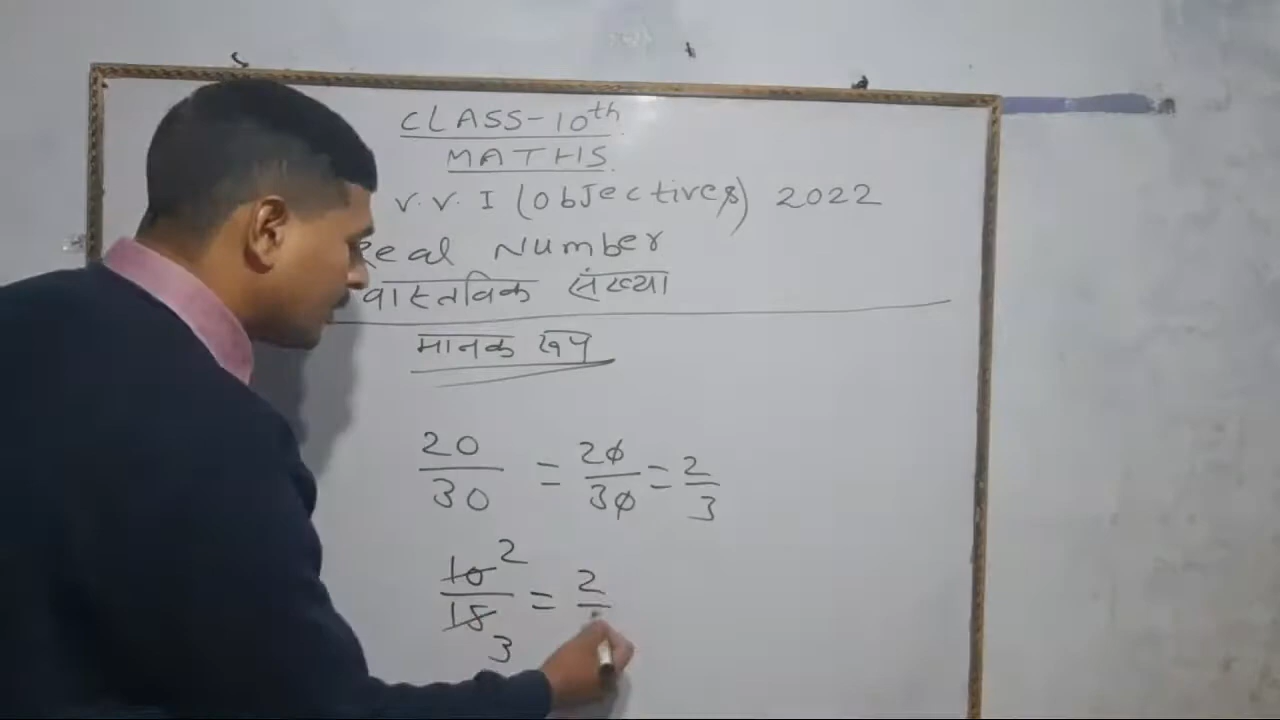 CLASS-10th
MATHS.
V.V.I (Objectives) 2022
Real Number
वास्तविक संख्या
मानक रूप
20/30 = 20/30 = 2/3
10/15 2/3 = 2/